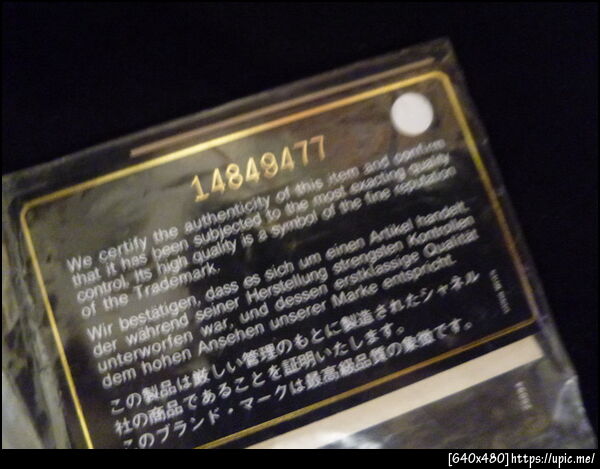 14849477
We certify the authenticity of this item and confirm
that it has been subjected to the most exacting quality
control. Its high quality is a symbol of the fine reputation
of the Trademark.
Wir bestätigen, dass es sich um einen Artikel handelt,
der während seiner Herstellung strengsten Kontrollen
unterworfen war, und dessen erstklassige Qualität
dem hohen Ansehen unserer Marke entspricht.
この製品は厳しい管理のもとに製造されたシャネル
社の商品であることを証明いたします。
このブランド・マークは最高級品質の象徴です。
[640x480]https://upic.me/